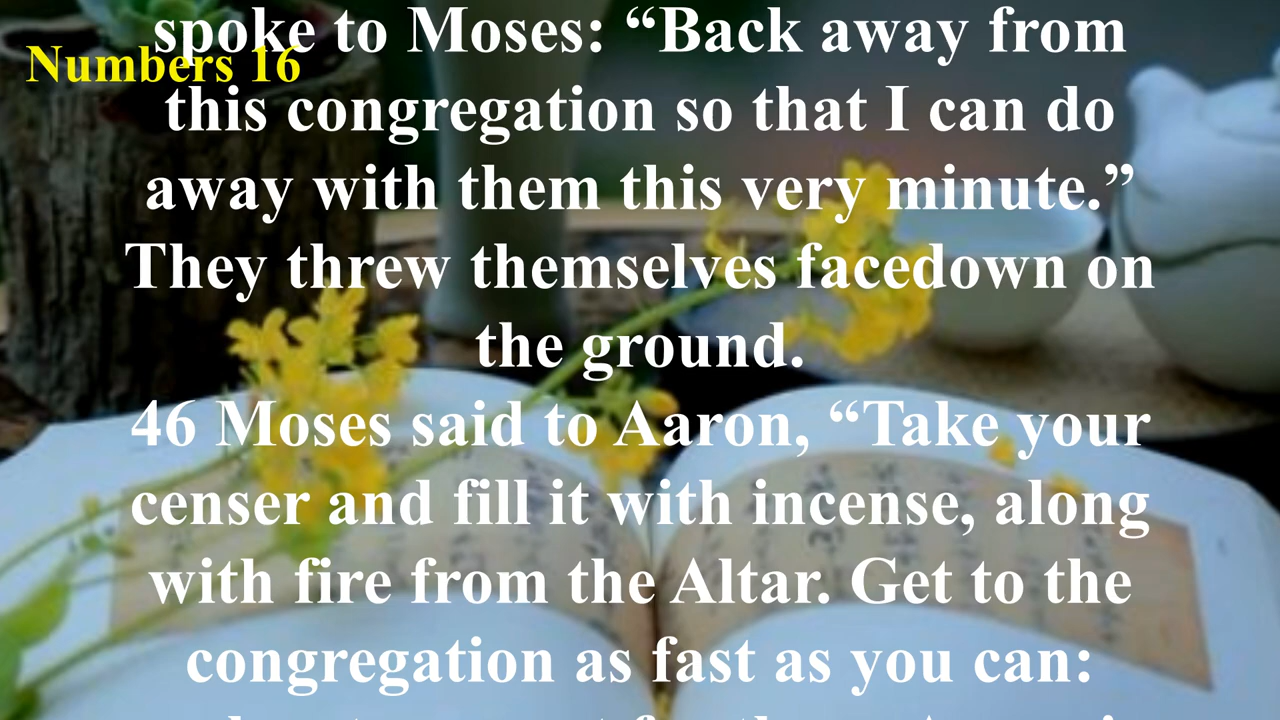 spoke to Moses: “Back away from
Numbers 16
this congregation so that I can do
away with them this very minute.”
They threw themselves facedown on
the ground.
46 Moses said to Aaron, “Take your
censer and fill it with incense, along
with fire from the Altar. Get to the
congregation as fast as you can: